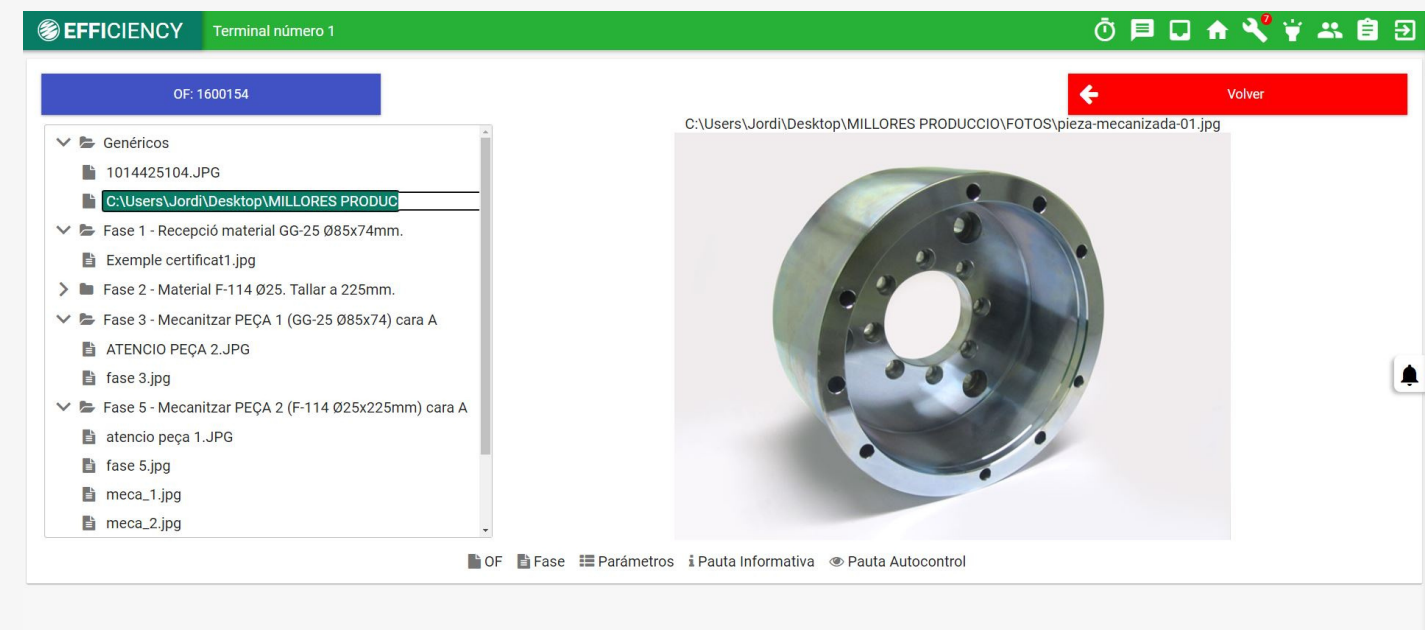 EFFICIENCY Terminal número 1 7
OF: 1600154
Volver
C:\Users\Jordi\Desktop\MILLORES PRODUCCIO\FOTOS\pieza-mecanizada-01.jpg
Genéricos
1014425104.JPG
C:\Users\Jordi\Desktop\MILLORES PRODUC
Fase 1 - Recepció material GG-25 Ø85x74mm.
Exemple certificat1.jpg
Fase 2 - Material F-114 Ø25. Tallar a 225mm.
Fase 3 - Mecanitzar PEÇA 1 (GG-25 Ø85x74) cara A
ATENCIO PEÇA 2.JPG
fase 3.jpg
Fase 5 - Mecanitzar PEÇA 2 (F-114 Ø25x225mm) cara A
atencio peça 1.JPG
fase 5.jpg
meca_1.jpg
meca_2.jpg
OF Fase Parámetros Pauta Informativa Pauta Autocontrol